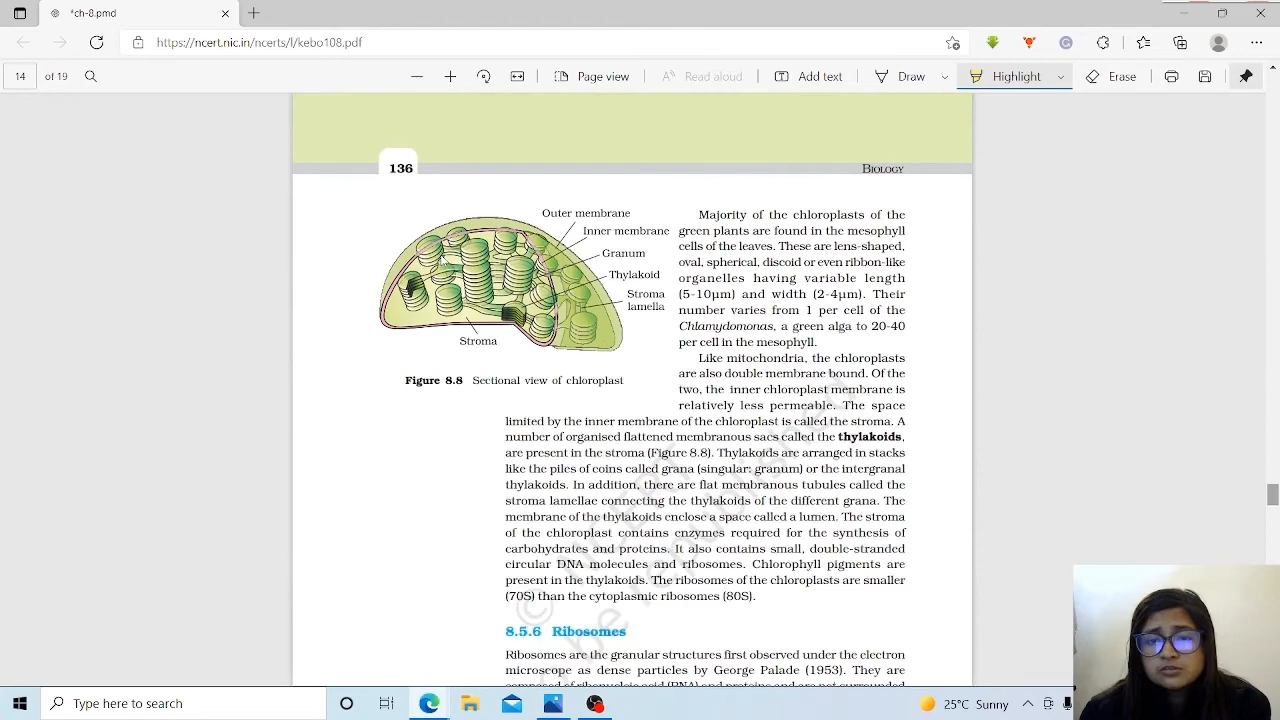 *ch-8.pmd
https://ncert.nic.in/ncerts/l/kebo108.pdf
14 of 19
Page view
Read aloud
Add text
Draw
Highlight
Erase
136
BIOLOGY
Outer membrane
Inner membrane
Granum
Thylakoid
Stroma
lamella
Stroma
Figure 8.8 Sectional view of chloroplast
Majority of the chloroplasts of the
green plants are found in the mesophyll
cells of the leaves. These are lens-shaped,
oval, spherical, discoid or even ribbon-like
organelles having variable length
(5-10µm) and width (2-4µm). Their
number varies from 1 per cell of the
Chlamydomonas, a green alga to 20-40
per cell in the mesophyll.
Like mitochondria, the chloroplasts
are also double membrane bound. Of the
two, the inner chloroplast membrane is
relatively less permeable. The space
limited by the inner membrane of the chloroplast is called the stroma. A
number of organised flattened membranous sacs called the thylakoids,
are present in the stroma (Figure 8.8). Thylakoids are arranged in stacks
like the piles of coins called grana (singular: granum) or the intergranal
thylakoids. In addition, there are flat membranous tubules called the
stroma lamellae connecting the thylakoids of the different grana. The
membrane of the thylakoids enclose a space called a lumen. The stroma
of the chloroplast contains enzymes required for the synthesis of
carbohydrates and proteins. It also contains small, double-stranded
circular DNA molecules and ribosomes. Chlorophyll pigments are
present in the thylakoids. The ribosomes of the chloroplasts are smaller
(70S) than the cytoplasmic ribosomes (80S).
© NCERT
be republished
8.5.6 Ribosomes
Ribosomes are the granular structures first observed under the electron
microscope as dense particles by George Palade (1953). They are
composed of ribonucleic acid (RNA) and proteins and are not surrounded
Type here to search
25°C Sunny